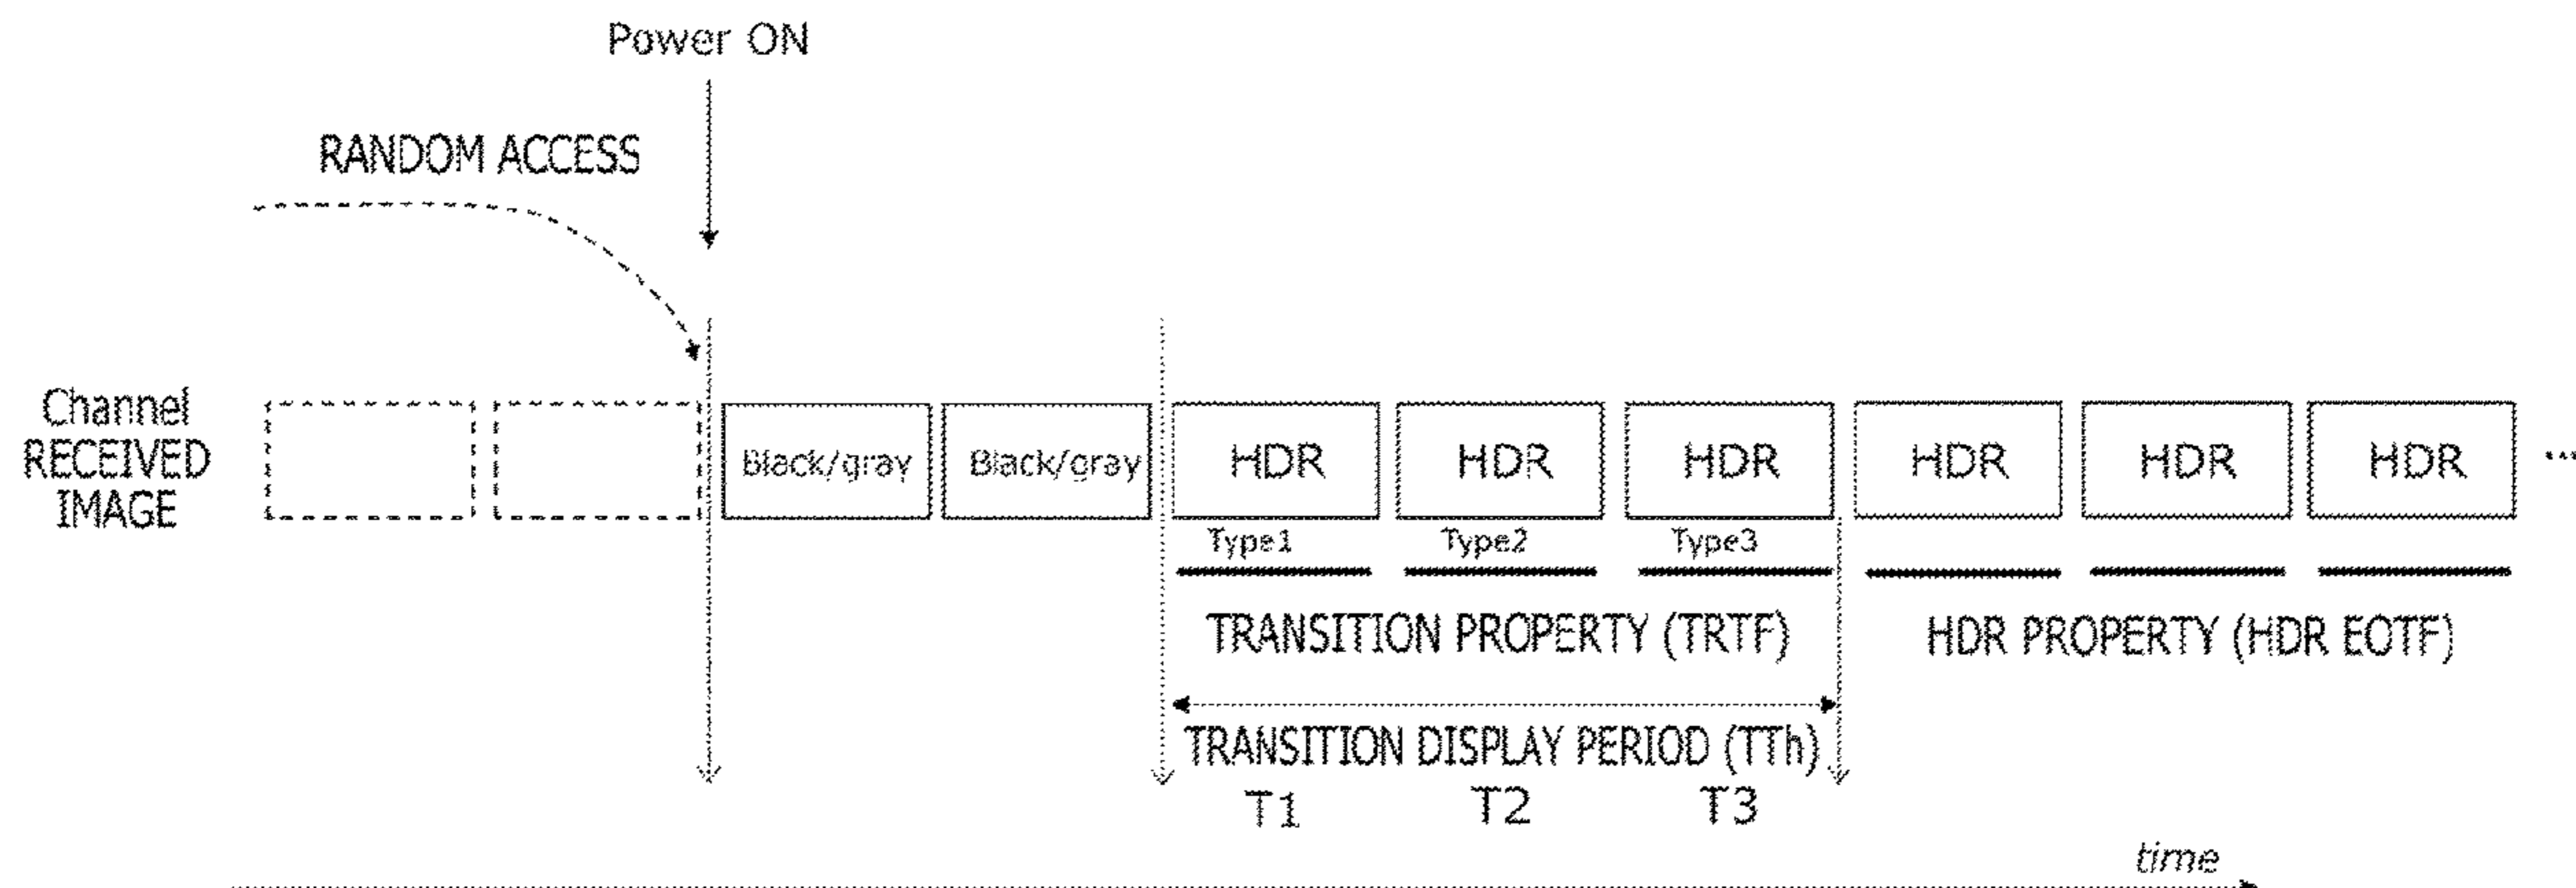 Power ON
RANDOM ACCESS
Channel
RECEIVED
IMAGE
Black/gray
Black/gray
HDR
HDR
HDR
HDR
HDR
HDR
...
Type1
Type2
Type3
TRANSITION PROPERTY (TRTF)
HDR PROPERTY (HDR EOTF)
TRANSITION DISPLAY PERIOD (TTh)
T1
T2
T3
time